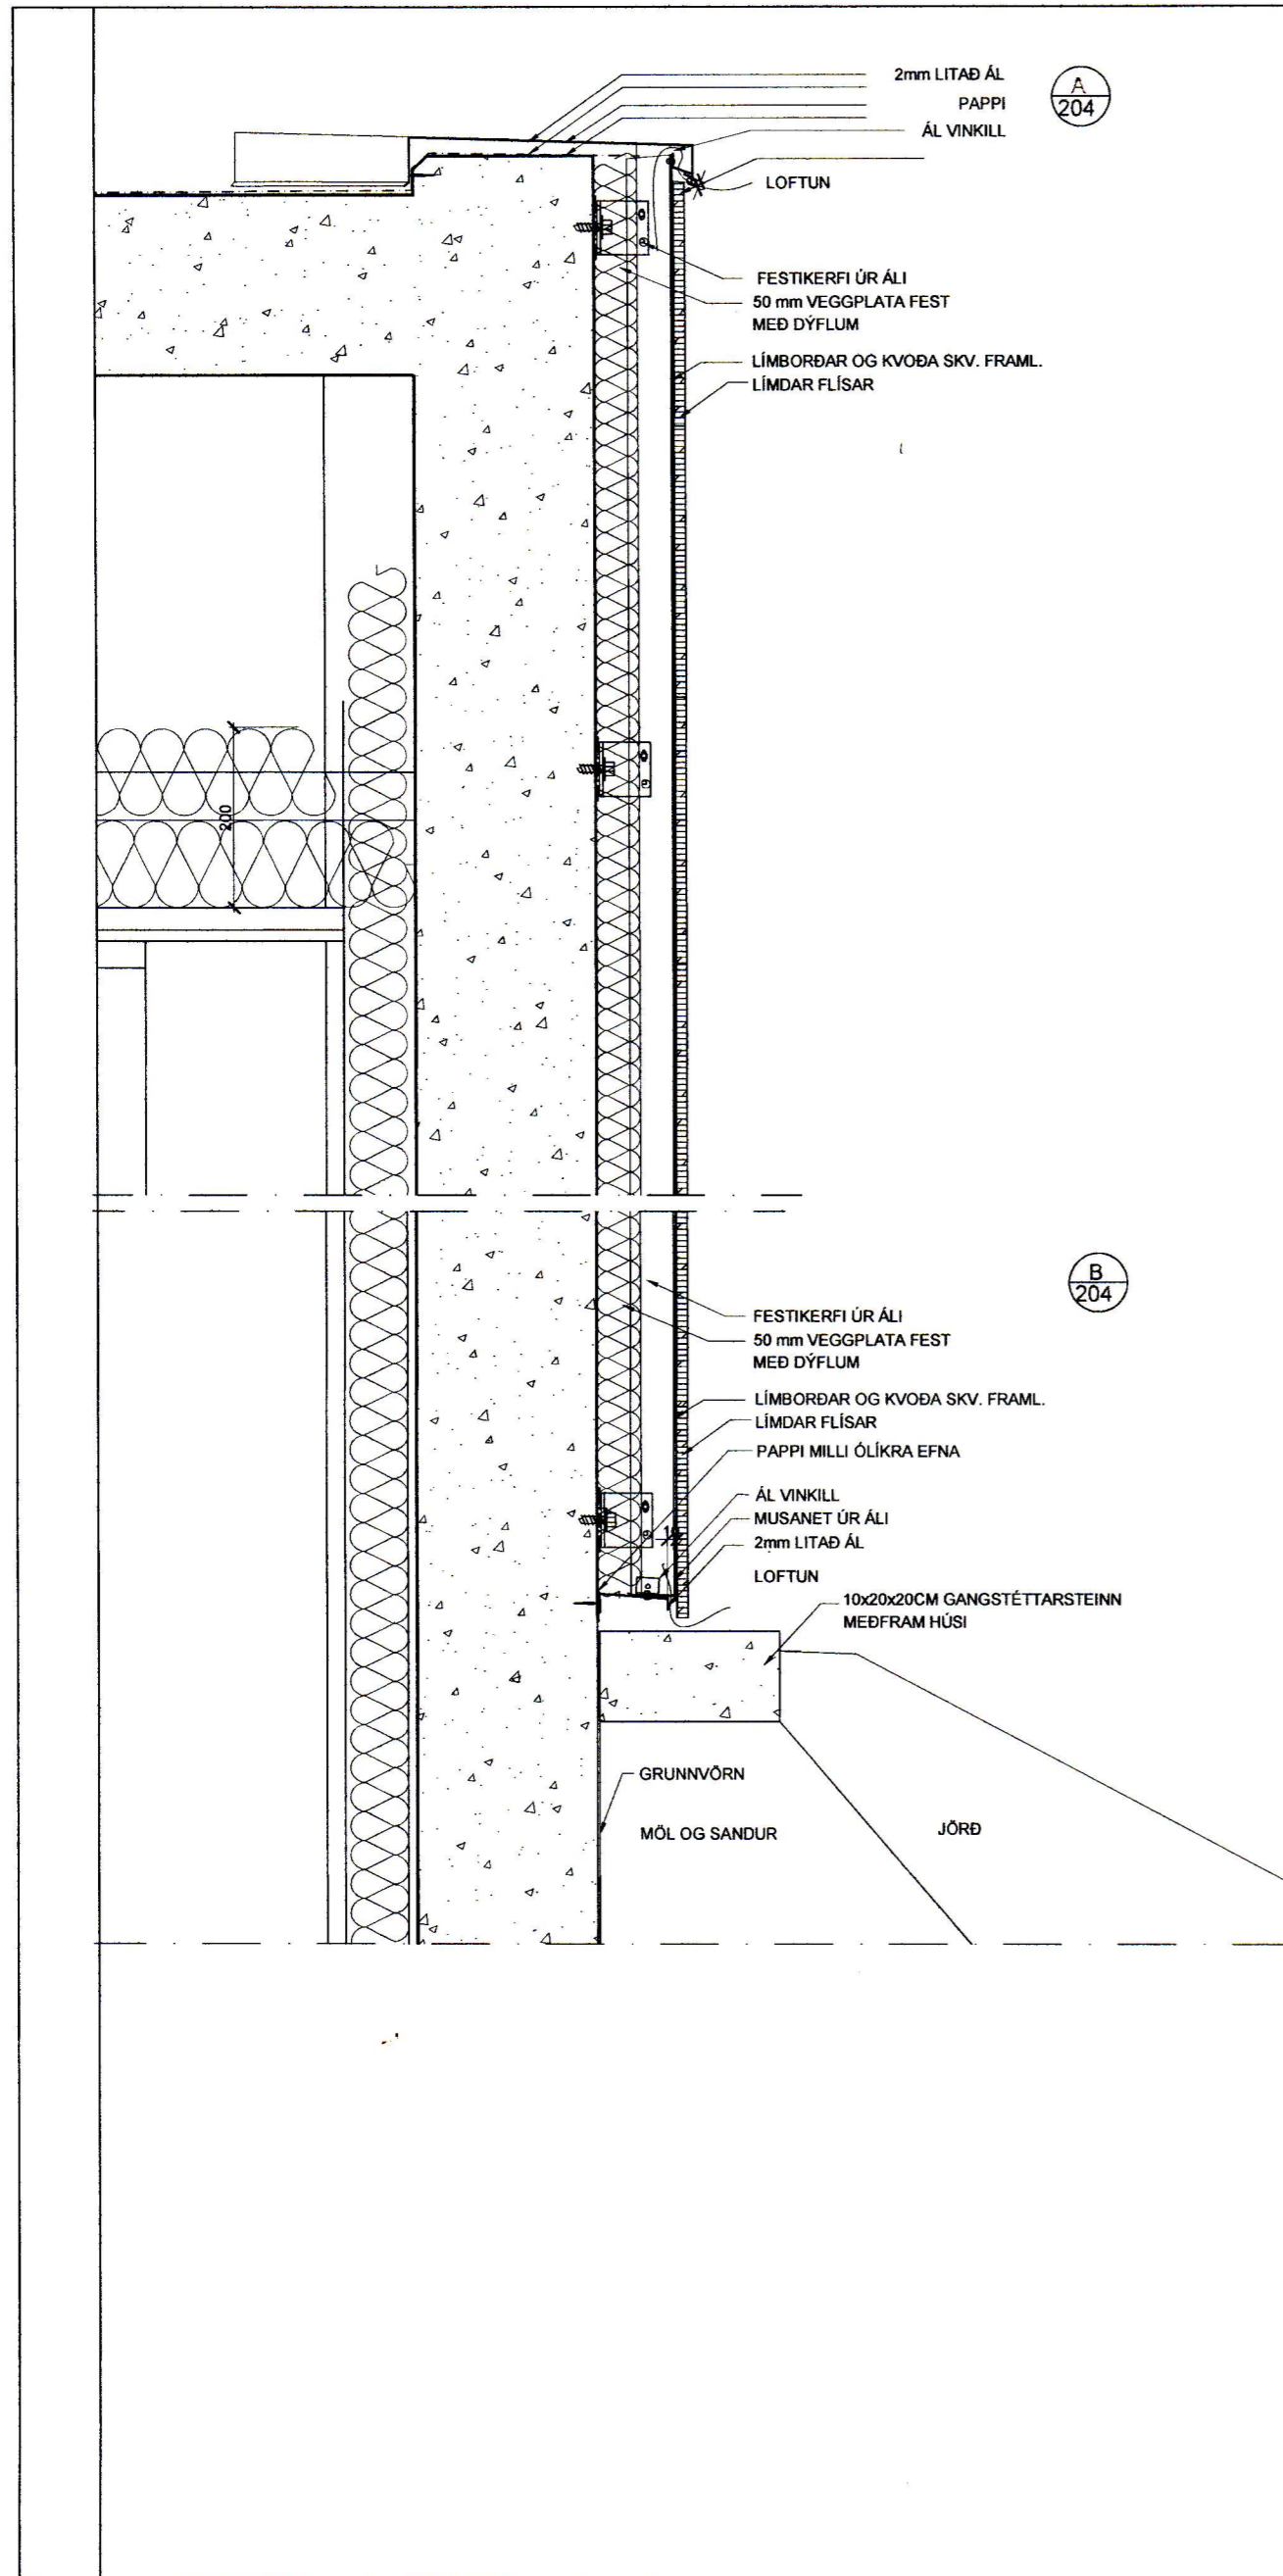 2mm LITAÐ ÁL
A
204
PAPPI
ÁL VINKILL
LOFTUN
FESTIKERFI ÚR ÁLI
50 mm VEGGPLATA FEST
MEÐ DÝFLUM
LÍMBORÐAR OG KVOÐA SKV. FRAML.
LÍMDAR FLÍSAR
200
B
204
FESTIKERFI ÚR ÁLI
50 mm VEGGPLATA FEST
MEÐ DÝFLUM
LÍMBORÐAR OG KVOÐA SKV. FRAML.
LÍMDAR FLÍSAR
PAPPI MILLI ÓLÍKRA EFNA
ÁL VINKILL
MUSANET ÚR ÁLI
2mm LITAÐ ÁL
LOFTUN
10x20x20CM GANGSTÉTTARSTEINN
MEÐFRAM HÚSI
GRUNNVÖRN
MÖL OG SANDUR
JÖRÐ